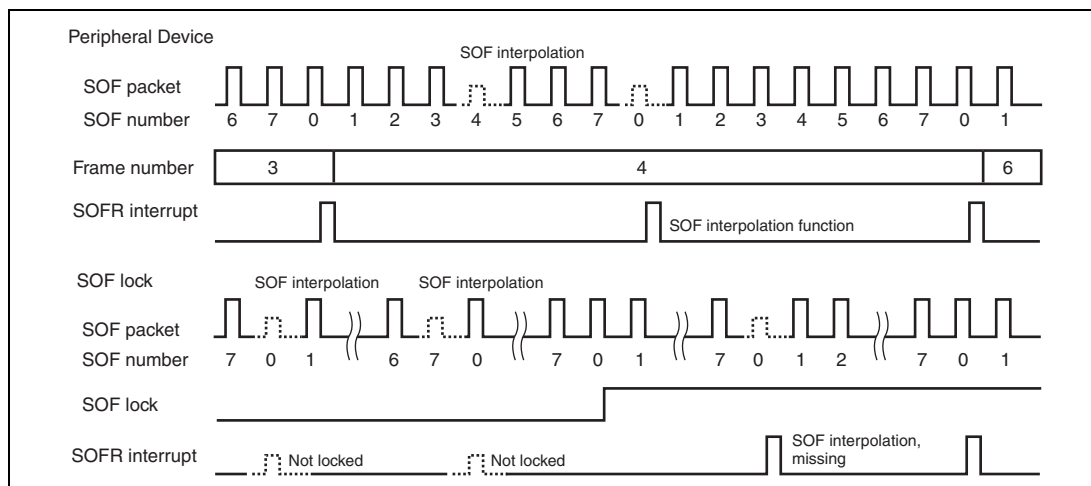 Peripheral Device
SOF interpolation
SOF packet
SOF number 6 7 0 1 2 3 4 5 6 7 0 1 2 3 4 5 6 7 0 1
Frame number 3 4 6
SOFR interrupt
SOF interpolation function
SOF lock SOF interpolation SOF interpolation
SOF packet
SOF number 7 0 1 6 7 0 7 0 1 7 0 1 2 7 0 1
SOF lock
SOFR interrupt Not locked Not locked SOF interpolation,
missing